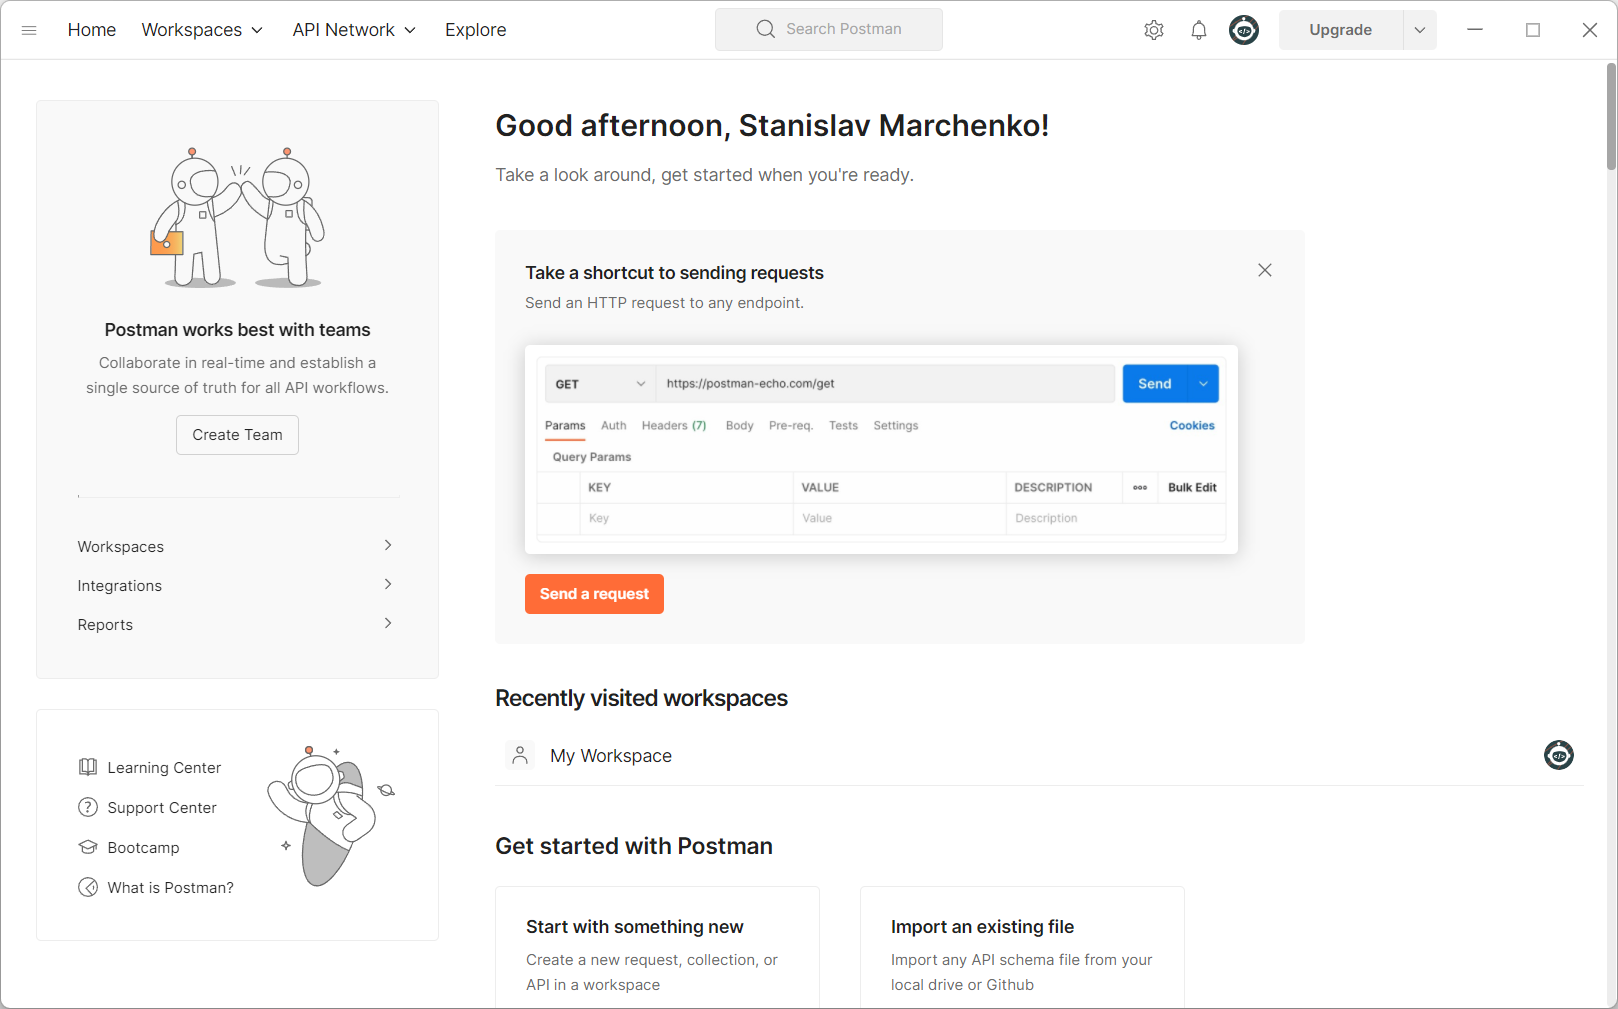 Home
Workspaces
API Network
Explore
Search Postman
Upgrade
Postman works best with teams
Collaborate in real-time and establish a
single source of truth for all API workflows.
Create Team
Workspaces
Integrations
Reports
Learning Center
Support Center
Bootcamp
What is Postman?
Good afternoon, Stanislav Marchenko!
Take a look around, get started when you're ready.
Take a shortcut to sending requests
Send an HTTP request to any endpoint.
GET
https://postman-echo.com/get
Send
Params
Auth
Headers (7)
Body
Pre-req.
Tests
Settings
Cookies
Query Params
KEY
VALUE
DESCRIPTION
Bulk Edit
Key
Value
Description
Send a request
Recently visited workspaces
My Workspace
Get started with Postman
Start with something new
Create a new request, collection, or
API in a workspace
Import an existing file
Import any API schema file from your
local drive or Github